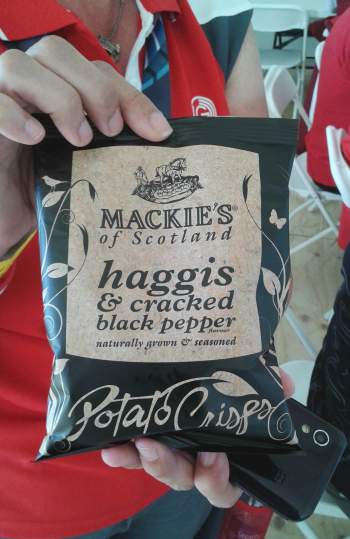 MACKIE'S®
of Scotland
haggis
& cracked
black pepper
flavour
naturally grown & seasoned
Potato Crisps